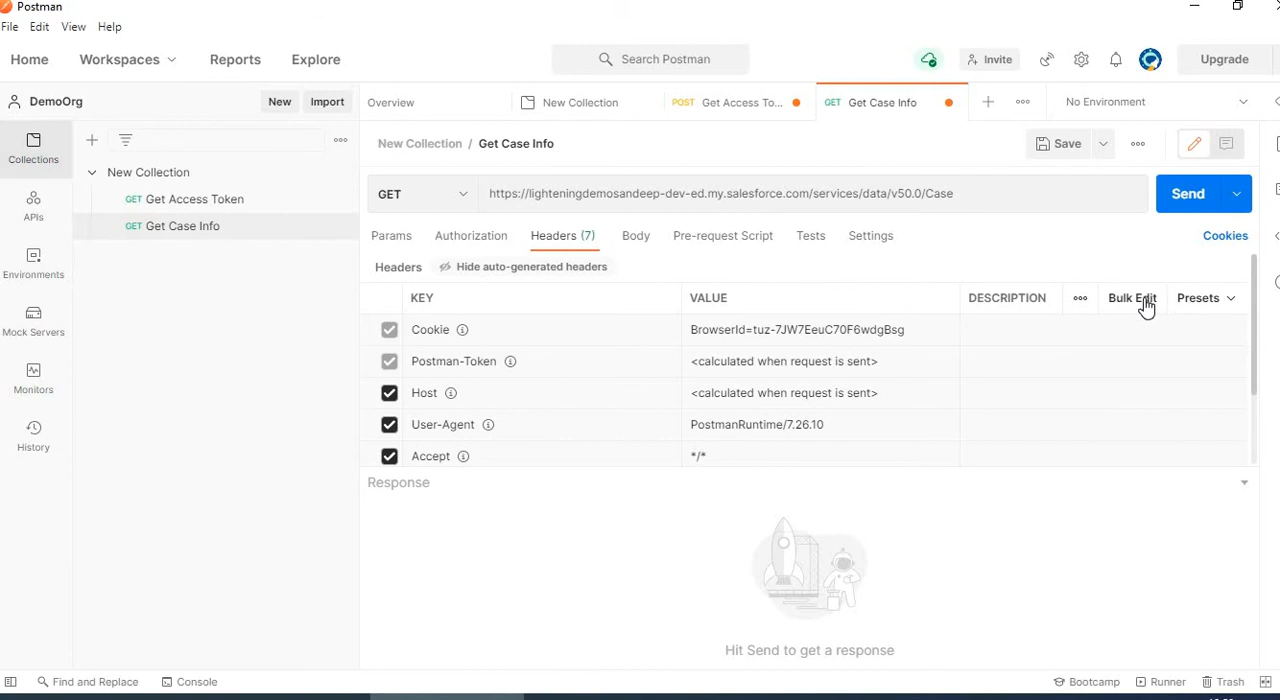 Postman
File Edit View Help
Home Workspaces Reports Explore Search Postman Invite Upgrade
DemoOrg New Import Overview New Collection POST Get Access To... GET Get Case Info No Environment
Collections
APIs
Environments
Mock Servers
Monitors
History
New Collection
GET Get Access Token
GET Get Case Info
New Collection / Get Case Info Save
GET https://lighteningdemosandeep-dev-ed.my.salesforce.com/services/data/v50.0/Case Send
Params Authorization Headers (7) Body Pre-request Script Tests Settings Cookies
Headers Hide auto-generated headers
KEY VALUE DESCRIPTION Bulk Edit Presets
Cookie BrowserId=tuz-7JW7EeuC70F6wdgBsg
Postman-Token <calculated when request is sent>
Host <calculated when request is sent>
User-Agent PostmanRuntime/7.26.10
Accept */*
Response
Hit Send to get a response
Find and Replace Console Bootcamp Runner Trash